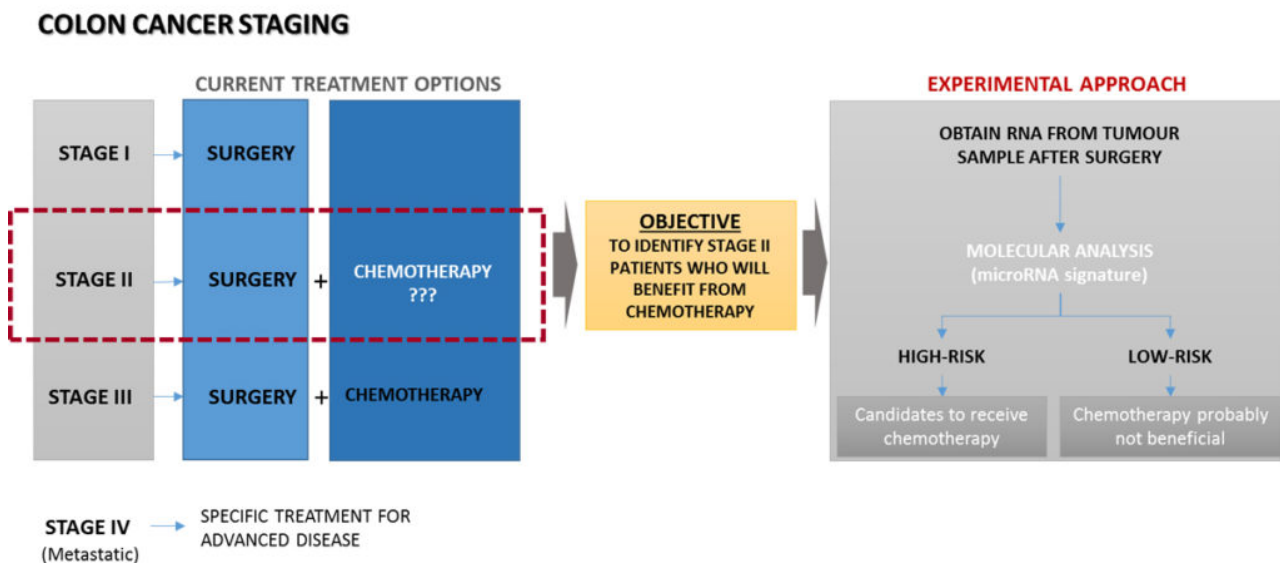 COLON CANCER STAGING
CURRENT TREATMENT OPTIONS
STAGE I
SURGERY
STAGE II
SURGERY
+
CHEMOTHERAPY
???
STAGE III
SURGERY
+
CHEMOTHERAPY
STAGE IV
(Metastatic)
SPECIFIC TREATMENT FOR
ADVANCED DISEASE
OBJECTIVE
TO IDENTIFY STAGE II
PATIENTS WHO WILL
BENEFIT FROM
CHEMOTHERAPY
EXPERIMENTAL APPROACH
OBTAIN RNA FROM TUMOUR
SAMPLE AFTER SURGERY
MOLECULAR ANALYSIS
(microRNA signature)
HIGH-RISK
LOW-RISK
Candidates to receive
chemotherapy
Chemotherapy probably
not beneficial